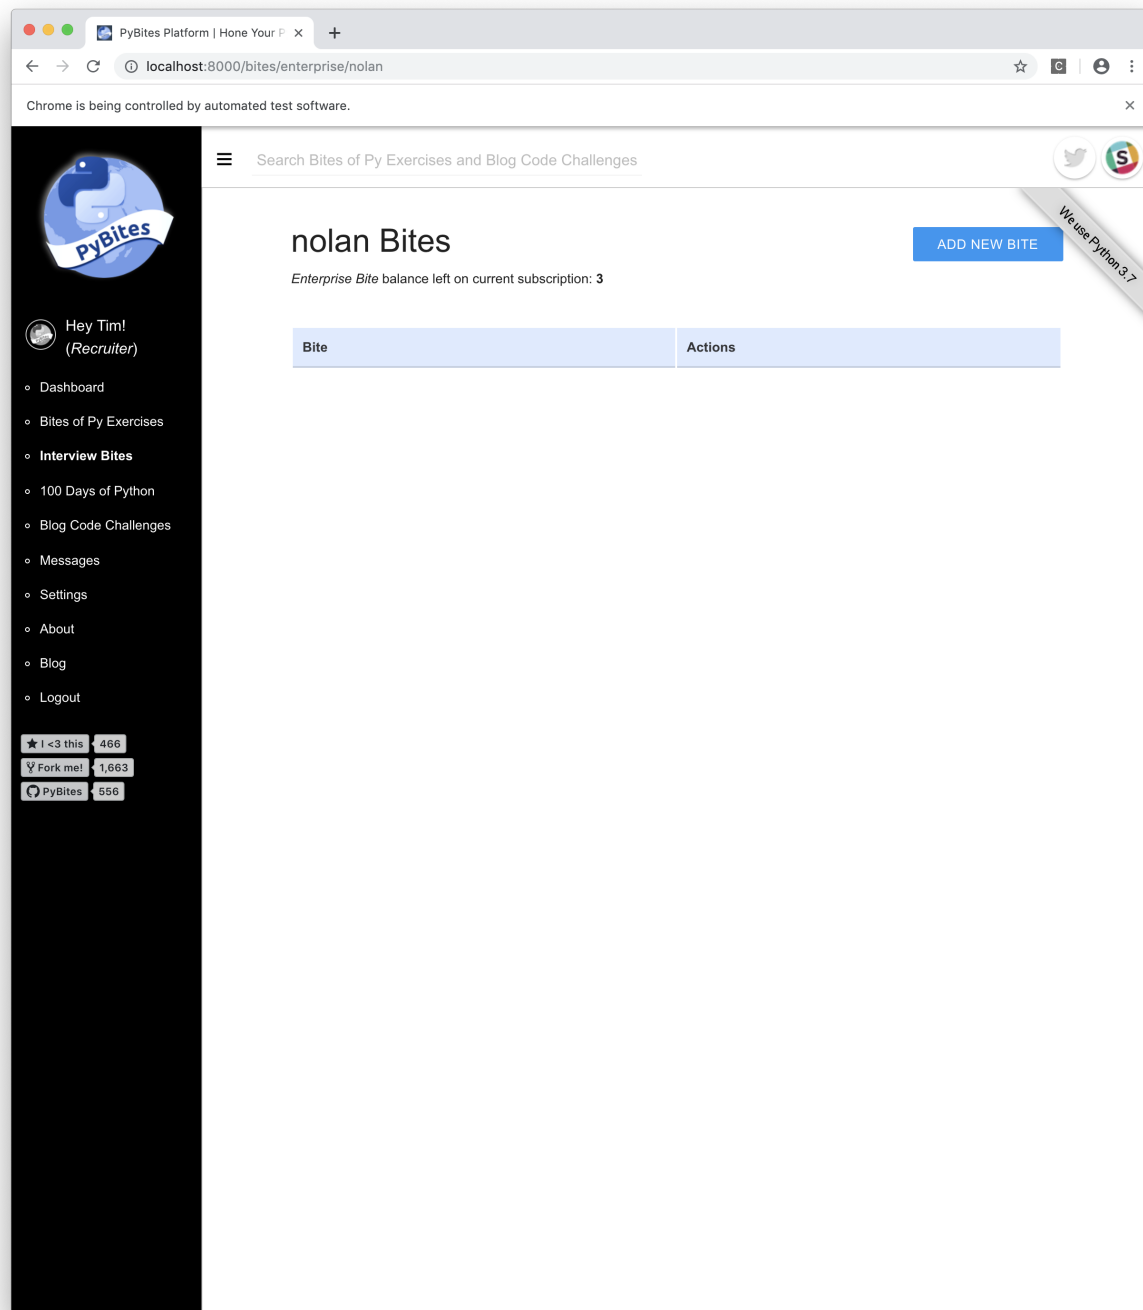 PyBites Platform | Hone Your P
localhost:8000/bites/enterprise/nolan
C
Chrome is being controlled by automated test software.
PyBites
Search Bites of Py Exercises and Blog Code Challenges
S
We use Python 3.7
nolan Bites
ADD NEW BITE
Enterprise Bite balance left on current subscription: 3
Bite Actions
Hey Tim!
(Recruiter)
Dashboard
Bites of Py Exercises
Interview Bites
100 Days of Python
Blog Code Challenges
Messages
Settings
About
Blog
Logout
I <3 this 466
Fork me! 1,663
PyBites 556